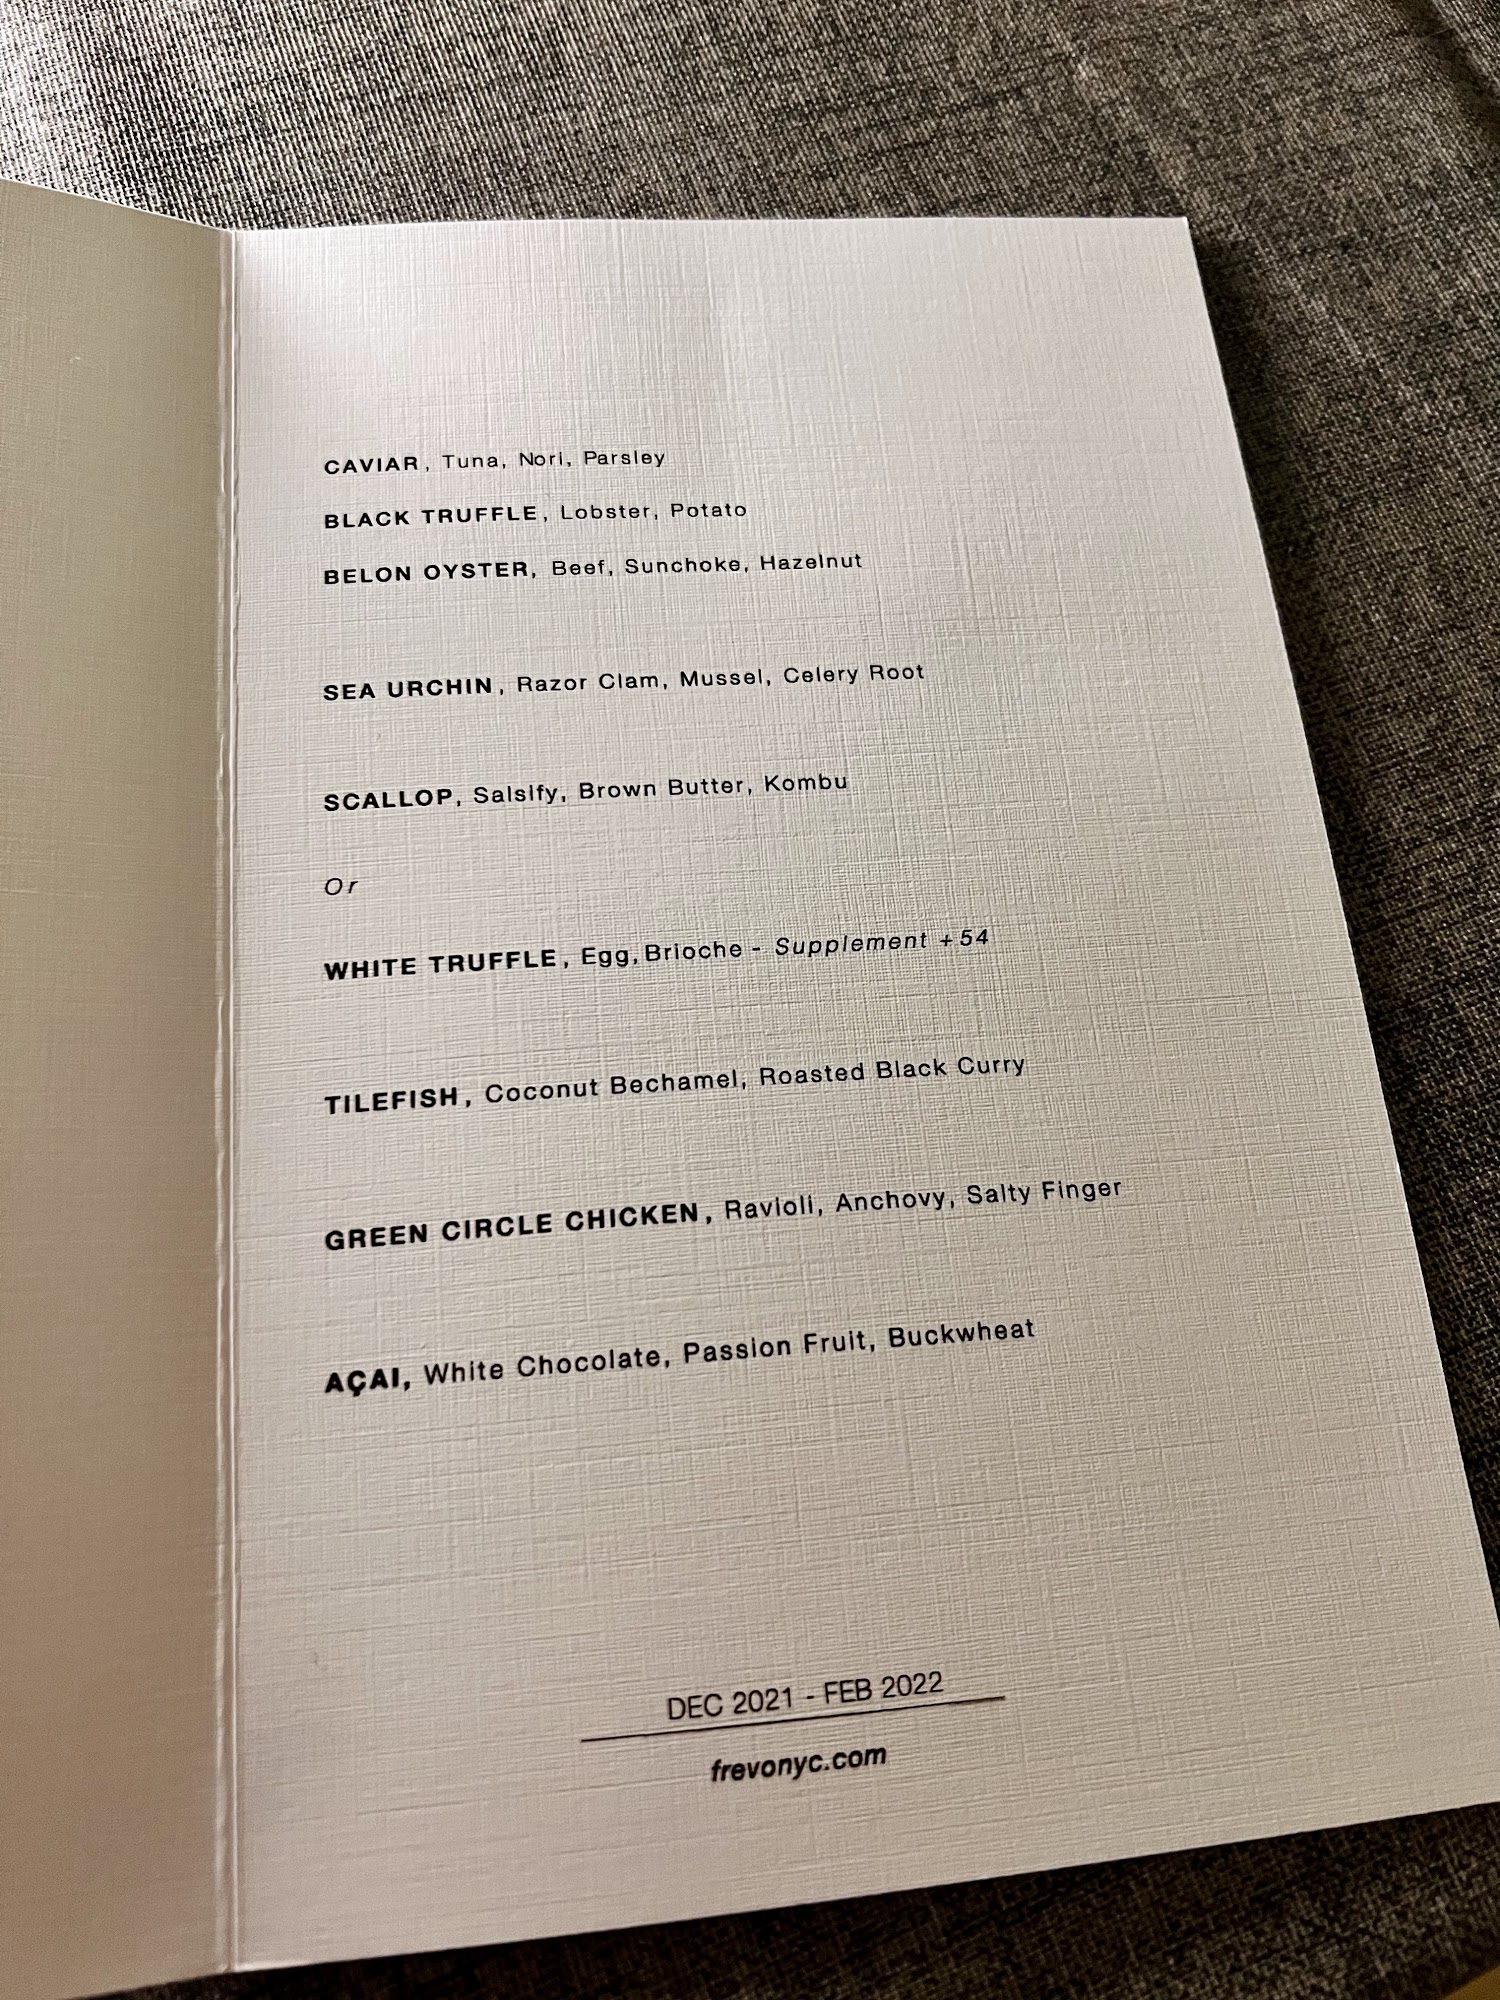 CAVIAR, Tuna, Nori, Parsley
BLACK TRUFFLE, Lobster, Potato
BELON OYSTER, Beef, Sunchoke, Hazelnut
SEA URCHIN, Razor Clam, Mussel, Celery Root
SCALLOP, Salsify, Brown Butter, Kombu
Or
WHITE TRUFFLE, Egg, Brioche - Supplement +54
TILEFISH, Coconut Bechamel, Roasted Black Curry
GREEN CIRCLE CHICKEN, Ravioli, Anchovy, Salty Finger
AÇAI, White Chocolate, Passion Fruit, Buckwheat
DEC 2021 - FEB 2022
frevonyc.com